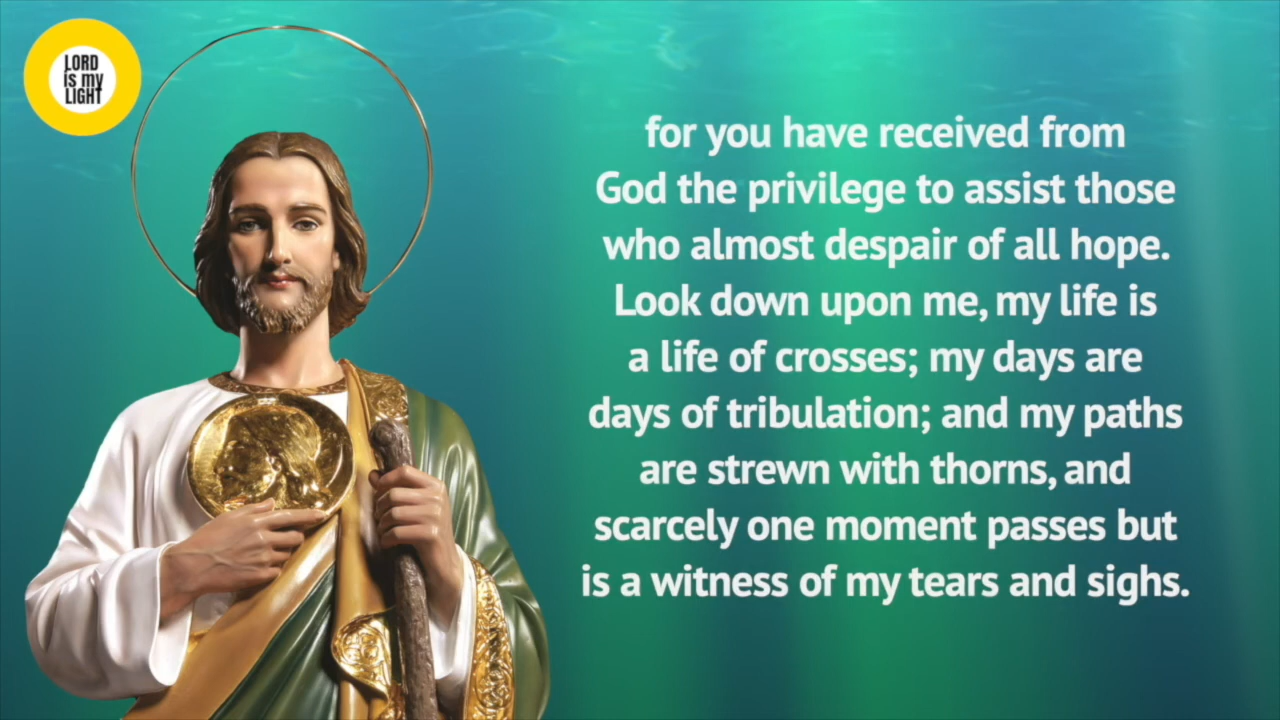 LORD
is my
LIGHT
for you have received from
God the privilege to assist those
who almost despair of all hope.
Look down upon me, my life is
a life of crosses; my days are
days of tribulation; and my paths
are strewn with thorns, and
scarcely one moment passes but
is a witness of my tears and sighs.